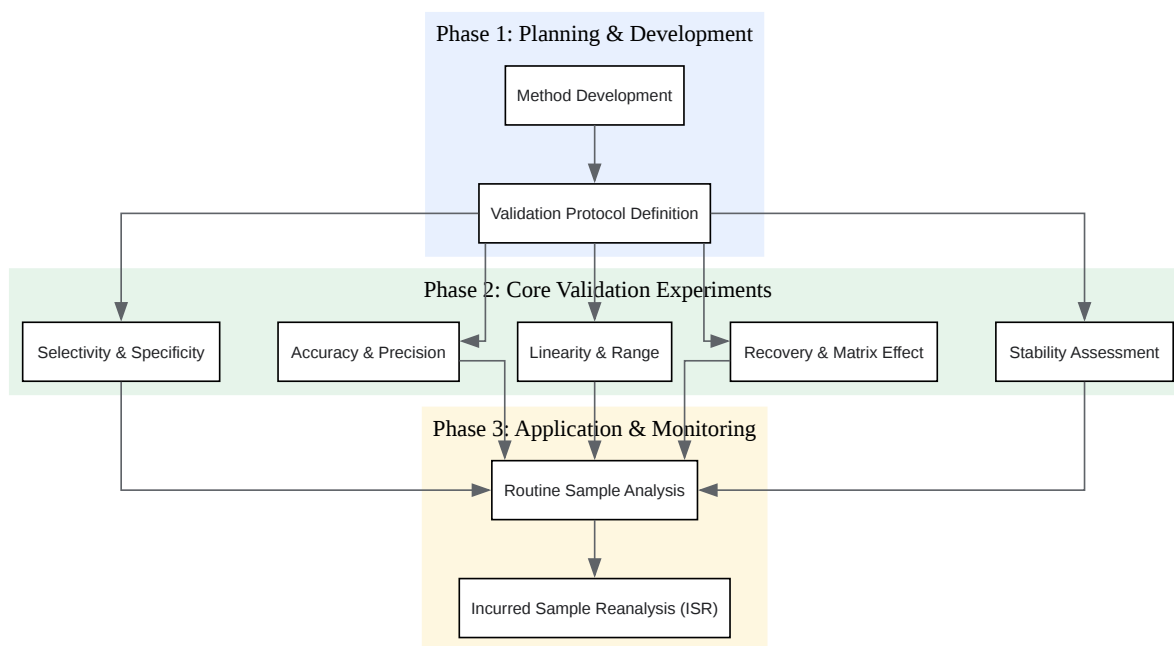 Phase 1: Planning & Development
Method Development
Validation Protocol Definition
Phase 2: Core Validation Experiments
Selectivity & Specificity
Accuracy & Precision
Linearity & Range
Recovery & Matrix Effect
Stability Assessment
Phase 3: Application & Monitoring
Routine Sample Analysis
Incurred Sample Reanalysis (ISR)